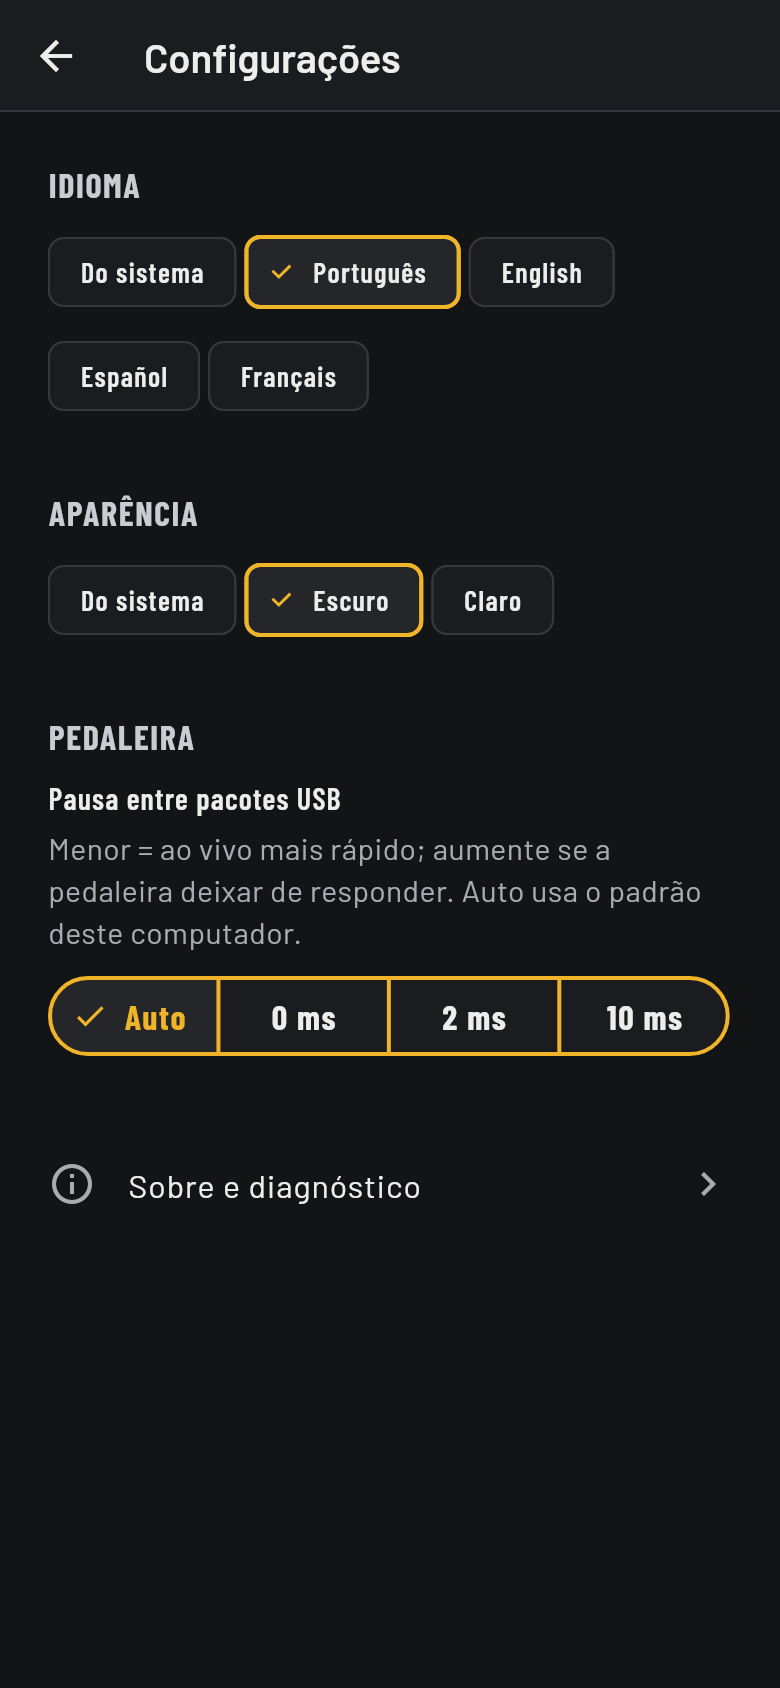 Configurações
IDIOMA
Do sistema
Português
English
Español
Français
APARÊNCIA
Do sistema
Escuro
Claro
PEDALEIRA
Pausa entre pacotes USB
Menor = ao vivo mais rápido; aumente se a
pedaleira deixar de responder. Auto usa o padrão
deste computador.
Auto
0 ms
2 ms
10 ms
Sobre e diagnóstico